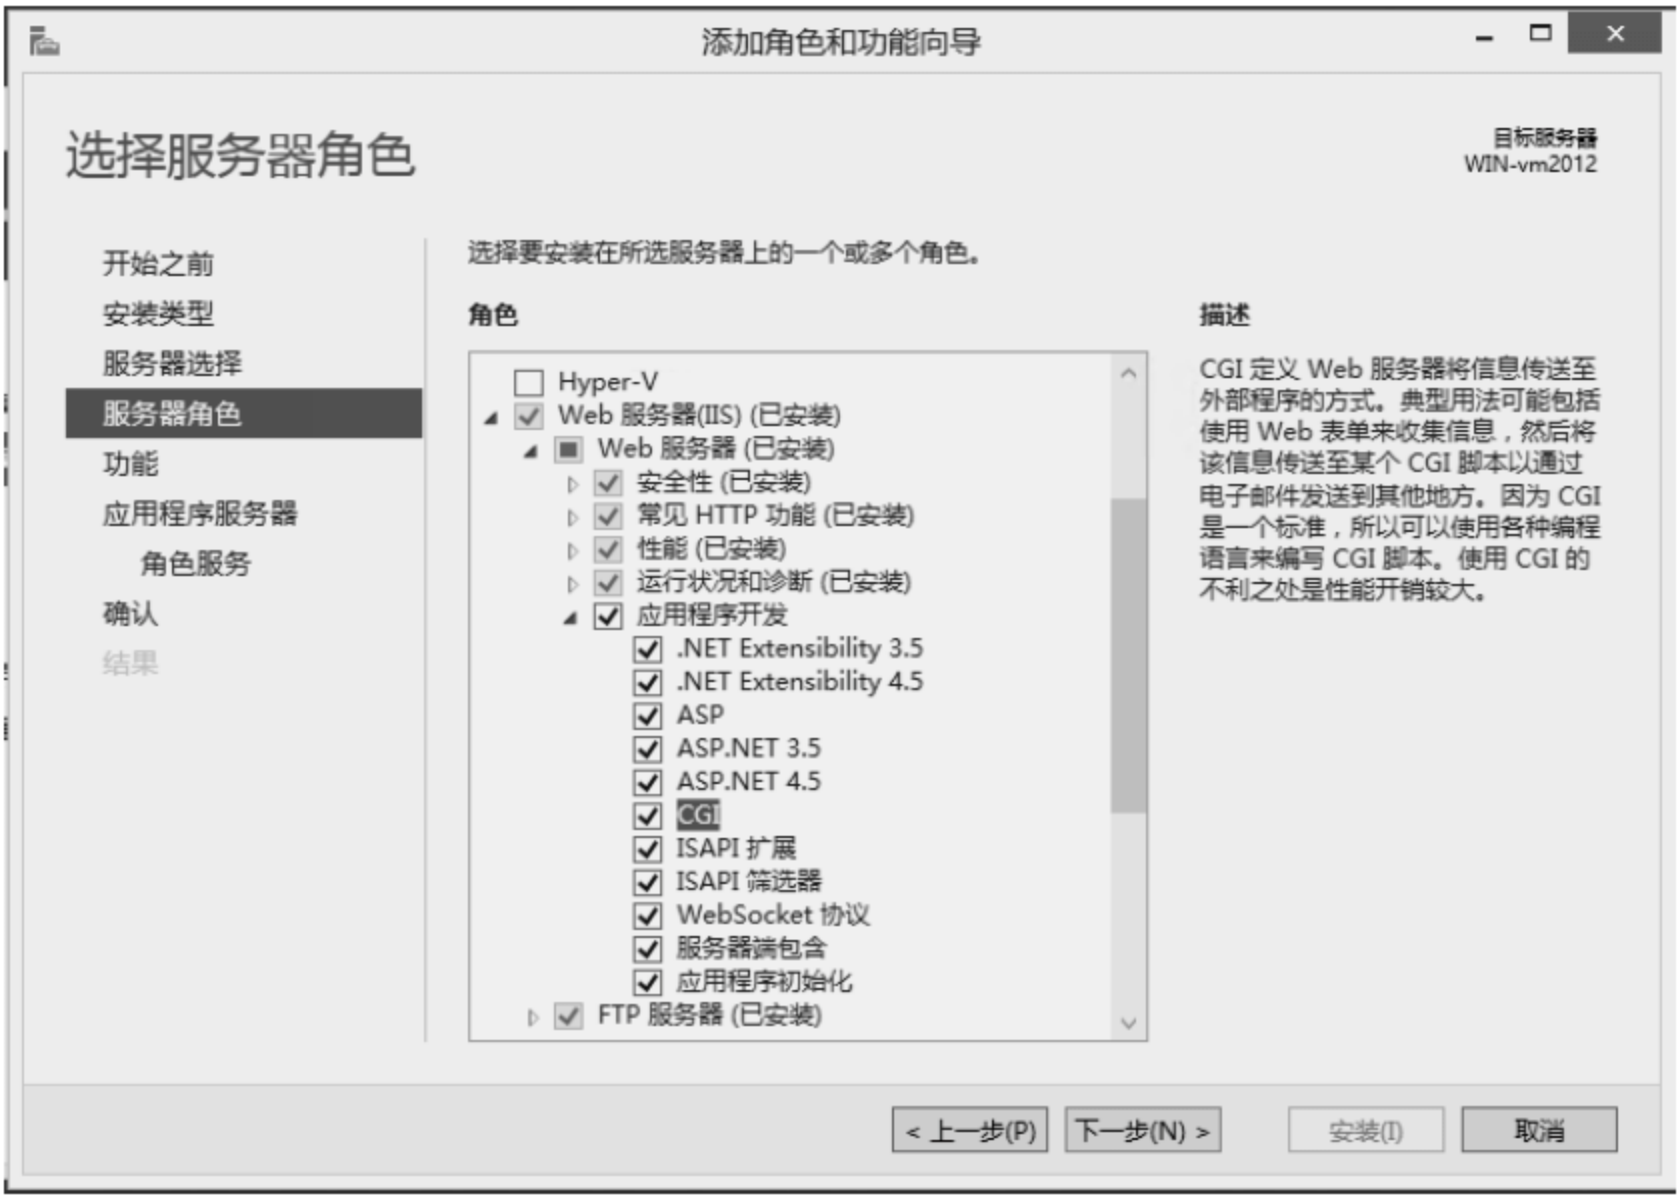 添加角色和功能向导
选择服务器角色
目标服务器
WIN-vm2012
开始之前
安装类型
服务器选择
服务器角色
功能
应用程序服务器
角色服务
确认
结果
选择要安装在所选服务器上的一个或多个角色。
角色
Hyper-V
Web 服务器(IIS) (已安装)
Web 服务器 (已安装)
安全性 (已安装)
常见 HTTP 功能 (已安装)
性能 (已安装)
运行状况和诊断 (已安装)
应用程序开发
.NET Extensibility 3.5
.NET Extensibility 4.5
ASP
ASP.NET 3.5
ASP.NET 4.5
CGI
ISAPI 扩展
ISAPI 筛选器
WebSocket 协议
服务器端包含
应用程序初始化
FTP 服务器 (已安装)
描述
CGI 定义 Web 服务器将信息传送至
外部程序的方式。典型用法可能包括
使用 Web 表单来收集信息，然后将
该信息传送至某个 CGI 脚本以通过
电子邮件发送到其他地方。因为 CGI
是一个标准，所以可以使用各种编程
语言来编写 CGI 脚本。使用 CGI 的
不利之处是性能开销较大。
< 上一步(P)
下一步(N) >
安装(I)
取消